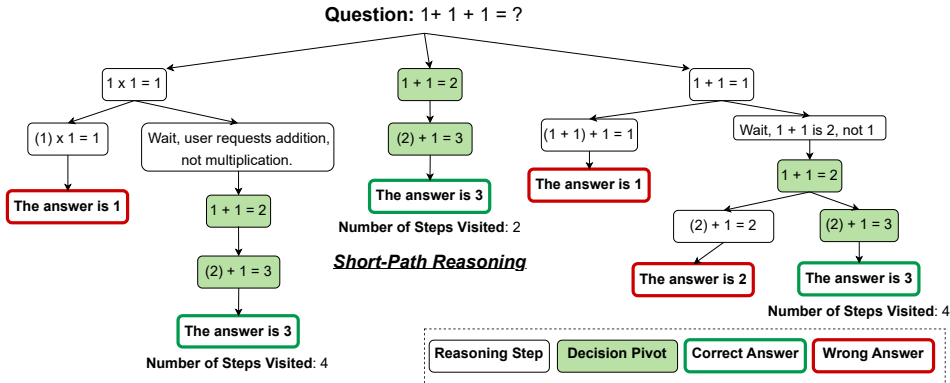 Question: 1+ 1 + 1 = ?
1 x 1 = 1
1 + 1 = 2
1 + 1 = 1
(1) x 1 = 1
Wait, user requests addition,
not multiplication.
(2) + 1 = 3
(1 + 1) + 1 = 1
Wait, 1 + 1 is 2, not 1
The answer is 1
1 + 1 = 2
The answer is 3
Number of Steps Visited: 2
The answer is 1
1 + 1 = 2
(2) + 1 = 3
Short-Path Reasoning
(2) + 1 = 2
(2) + 1 = 3
The answer is 3
Number of Steps Visited: 4
The answer is 2
The answer is 3
Number of Steps Visited: 4
Reasoning Step
Decision Pivot
Correct Answer
Wrong Answer